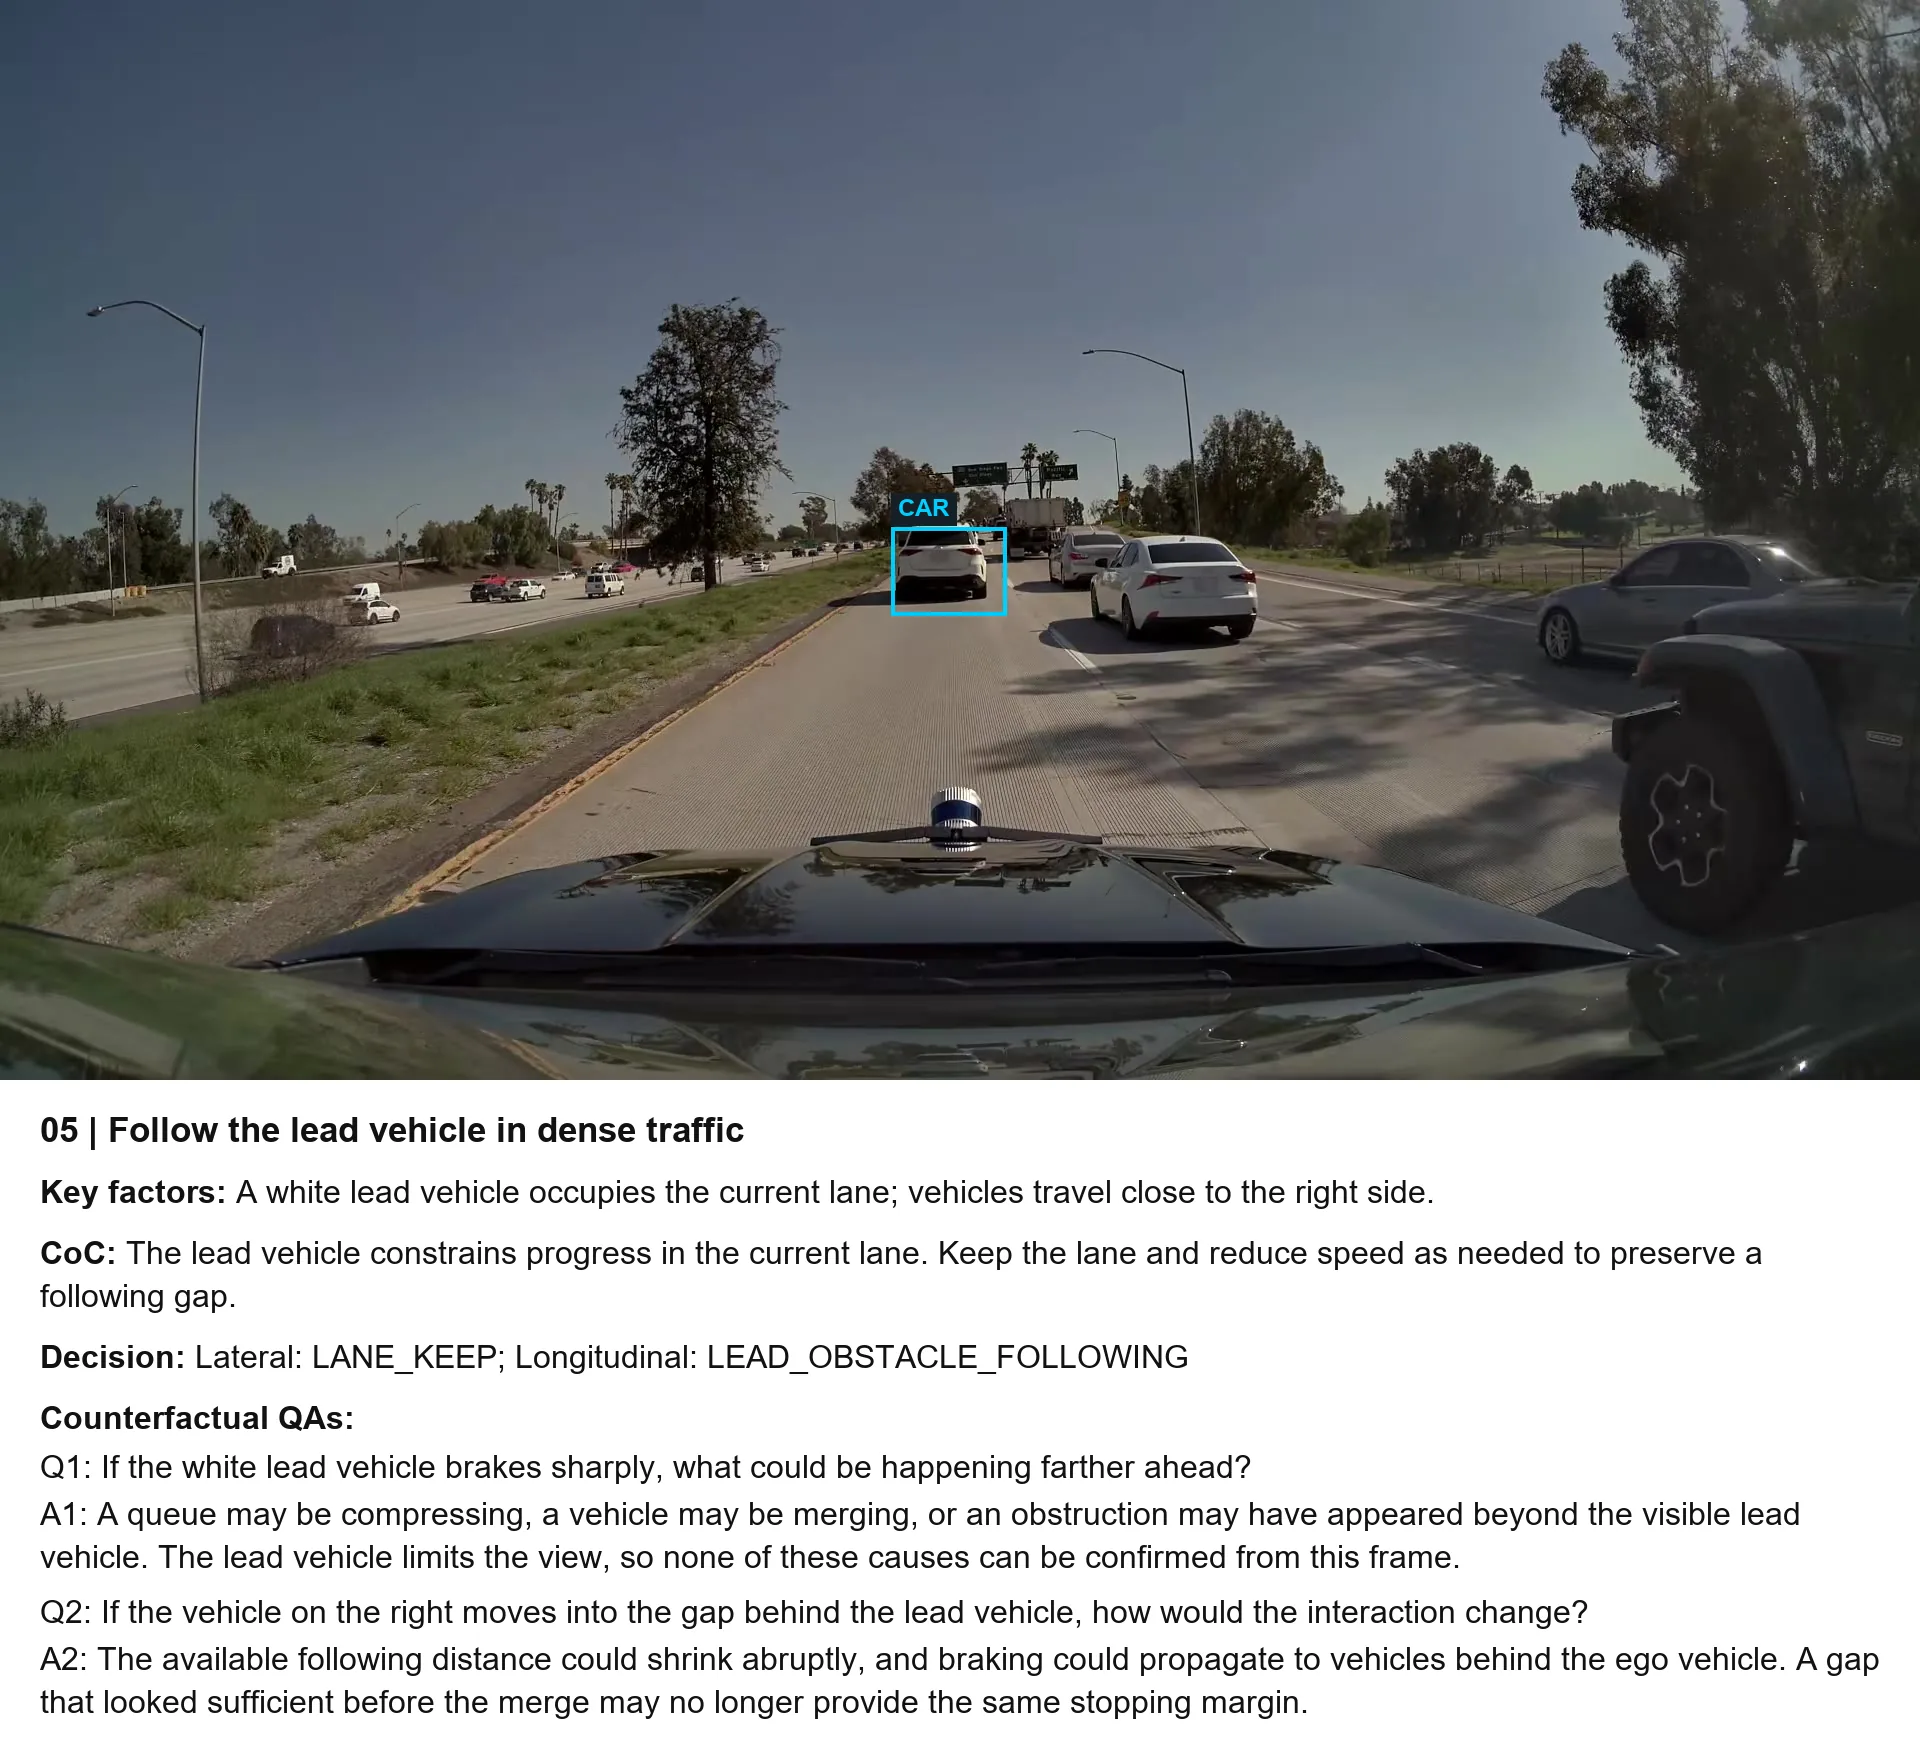 CAR
05 | Follow the lead vehicle in dense traffic
Key factors: A white lead vehicle occupies the current lane; vehicles travel close to the right side.
CoC: The lead vehicle constrains progress in the current lane. Keep the lane and reduce speed as needed to preserve a
following gap.
Decision: Lateral: LANE_KEEP; Longitudinal: LEAD_OBSTACLE_FOLLOWING
Counterfactual QAs:
Q1: If the white lead vehicle brakes sharply, what could be happening farther ahead?
A1: A queue may be compressing, a vehicle may be merging, or an obstruction may have appeared beyond the visible lead
vehicle. The lead vehicle limits the view, so none of these causes can be confirmed from this frame.
Q2: If the vehicle on the right moves into the gap behind the lead vehicle, how would the interaction change?
A2: The available following distance could shrink abruptly, and braking could propagate to vehicles behind the ego vehicle. A gap
that looked sufficient before the merge may no longer provide the same stopping margin.